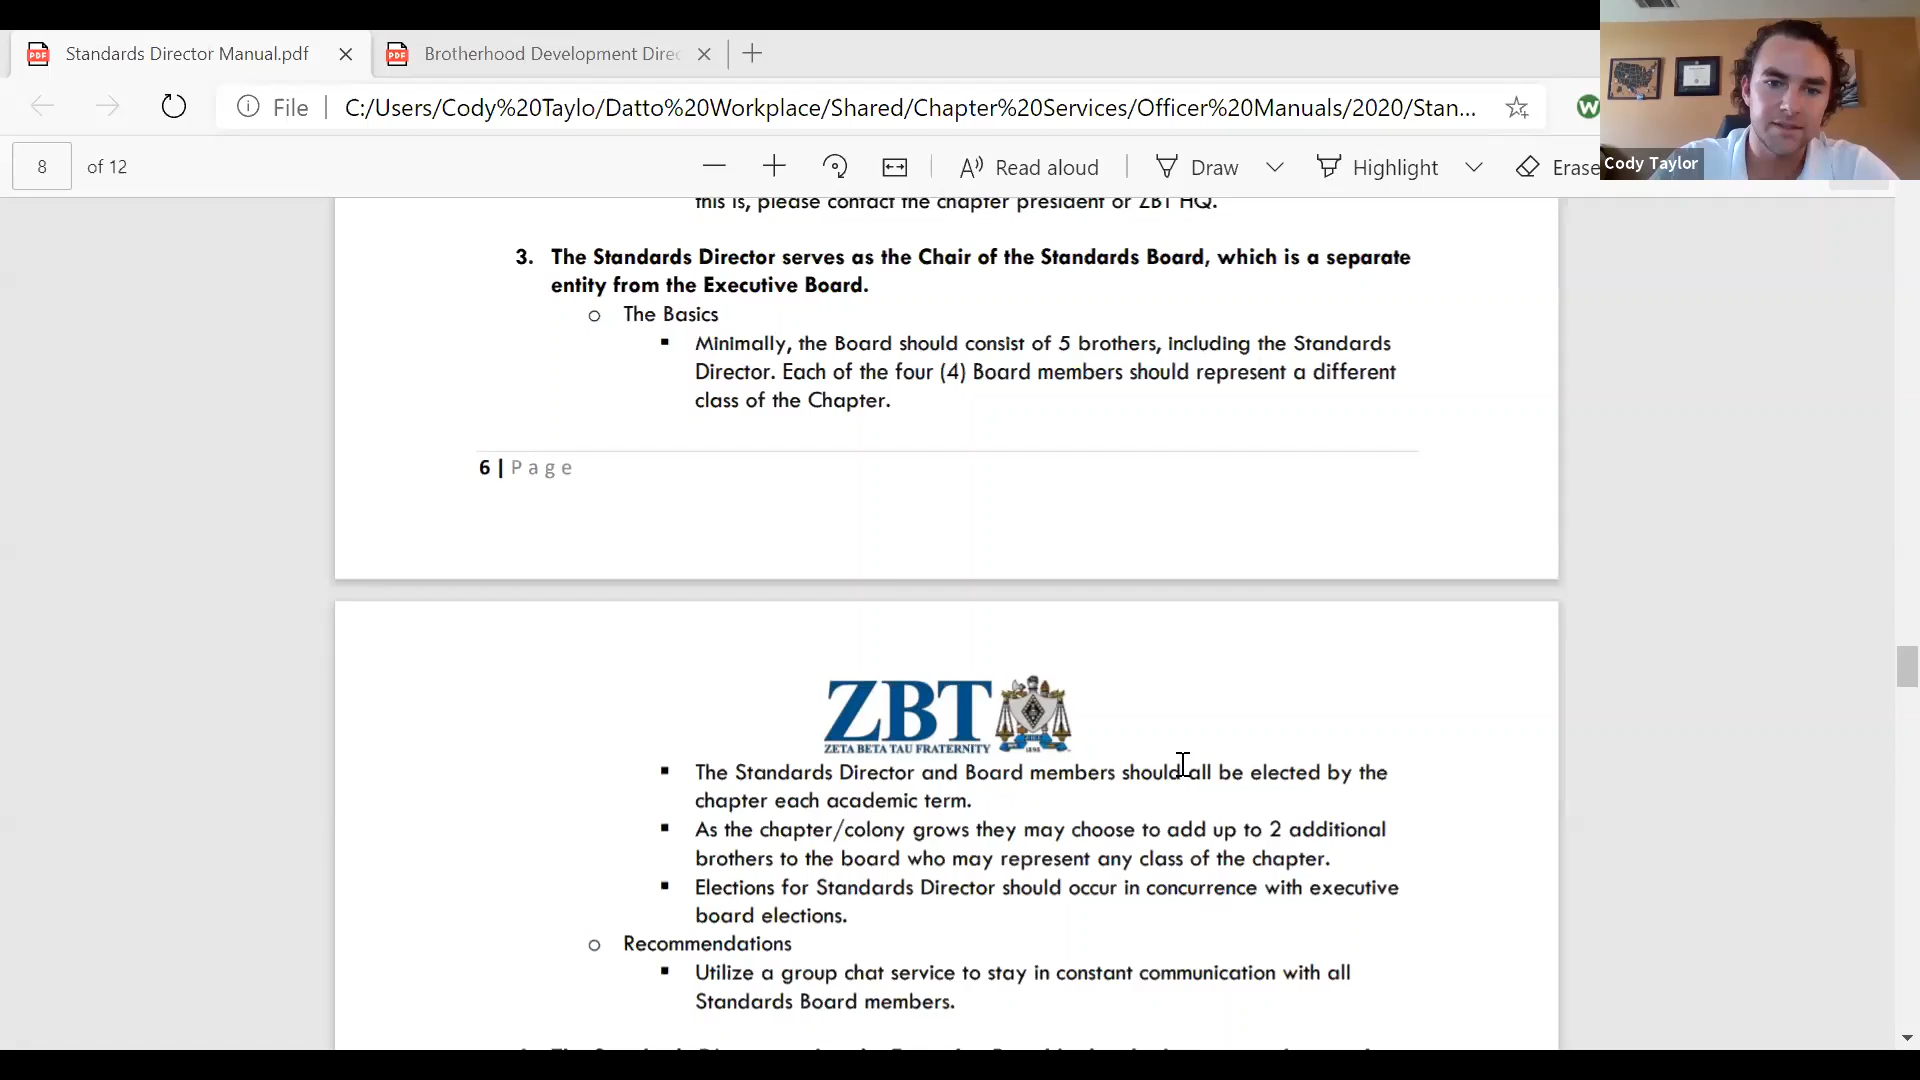 Standards Director Manual.pdf
Brotherhood Development Direc
File
C:/Users/Cody%20Taylo/Datto%20Workplace/Shared/Chapter%20Services/Officer%20Manuals/2020/Stan...
W
Cody Taylor
8 of 12
Read aloud
Draw
Highlight
Erase
this is, please contact the chapter president or ZBT HQ.
3. The Standards Director serves as the Chair of the Standards Board, which is a separate
entity from the Executive Board.
o The Basics
▪ Minimally, the Board should consist of 5 brothers, including the Standards
Director. Each of the four (4) Board members should represent a different
class of the Chapter.
6 | Page
ZBT
ZETA BETA TAU FRATERNITY
1898
▪ The Standards Director and Board members should all be elected by the
chapter each academic term.
▪ As the chapter/colony grows they may choose to add up to 2 additional
brothers to the board who may represent any class of the chapter.
▪ Elections for Standards Director should occur in concurrence with executive
board elections.
o Recommendations
▪ Utilize a group chat service to stay in constant communication with all
Standards Board members.